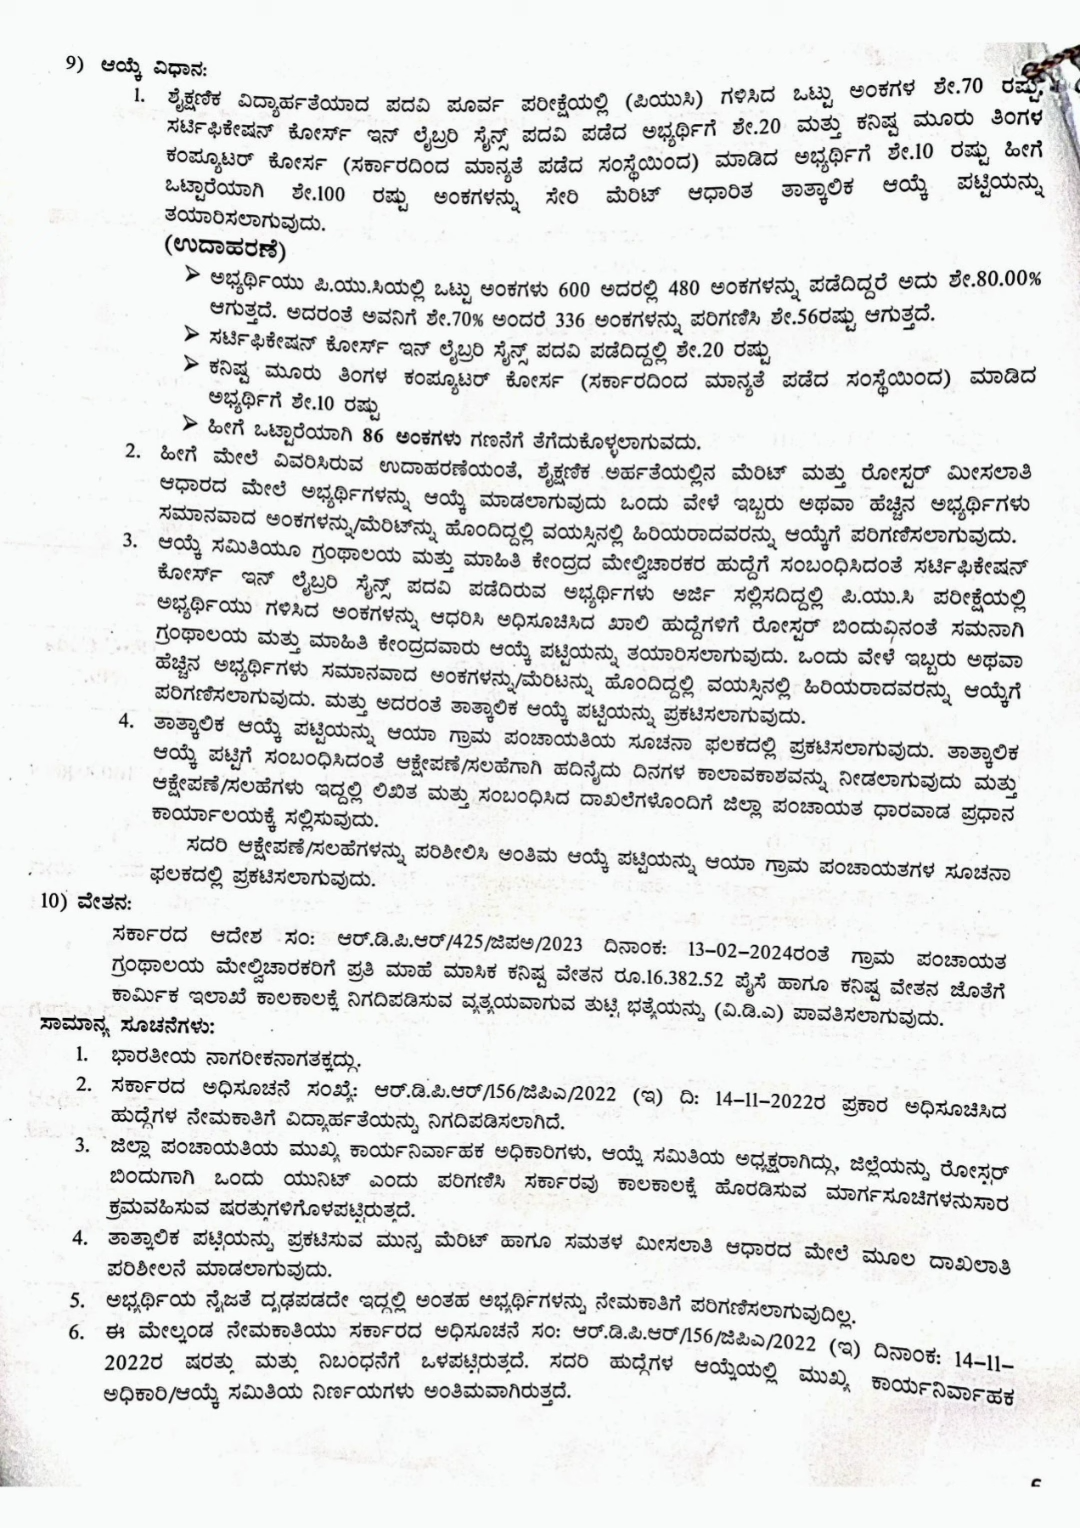 9) ಆಯ್ಕೆ ವಿಧಾನ:
1. ಶೈಕ್ಷಣಿಕ ವಿದ್ಯಾರ್ಹತೆಯಾದ ಪದವಿ ಪೂರ್ವ ಪರೀಕ್ಷೆಯಲ್ಲಿ (ಪಿಯುಸಿ) ಗಳಿಸಿದ ಒಟ್ಟು ಅಂಕಗಳ ಶೇ.70 ರಷ್ಟು,
ಸರ್ಟಿಫಿಕೇಷನ್ ಕೋರ್ಸ್ ಇನ್ ಲೈಬ್ರರಿ ಸೈನ್ಸ್ ಪದವಿ ಪಡೆದ ಅಭ್ಯರ್ಥಿಗೆ ಶೇ.20 ಮತ್ತು ಕನಿಷ್ಟ ಮೂರು ತಿಂಗಳ
ಕಂಪ್ಯೂಟರ್ ಕೋರ್ಸ (ಸರ್ಕಾರದಿಂದ ಮಾನ್ಯತೆ ಪಡೆದ ಸಂಸ್ಥೆಯಿಂದ) ಮಾಡಿದ ಅಭ್ಯರ್ಥಿಗೆ ಶೇ.10 ರಷ್ಟು ಹೀಗೆ
ಒಟ್ಟಾರೆಯಾಗಿ ಶೇ.100 ರಷ್ಟು ಅಂಕಗಳನ್ನು ಸೇರಿ ಮೆರಿಟ್ ಆಧಾರಿತ ತಾತ್ಕಾಲಿಕ ಆಯ್ಕೆ ಪಟ್ಟಿಯನ್ನು
ತಯಾರಿಸಲಾಗುವುದು.
(ಉದಾಹರಣೆ)
➢ ಅಭ್ಯರ್ಥಿಯು ಪಿ.ಯು.ಸಿಯಲ್ಲಿ ಒಟ್ಟು ಅಂಕಗಳು 600 ಅದರಲ್ಲಿ 480 ಅಂಕಗಳನ್ನು ಪಡೆದಿದ್ದರೆ ಅದು ಶೇ.80.00%
ಆಗುತ್ತದೆ. ಅದರಂತೆ ಅವನಿಗೆ ಶೇ.70% ಅಂದರೆ 336 ಅಂಕಗಳನ್ನು ಪರಿಗಣಿಸಿ ಶೇ.56ರಷ್ಟು ಆಗುತ್ತದೆ.
➢ ಸರ್ಟಿಫಿಕೇಷನ್ ಕೋರ್ಸ್ ಇನ್ ಲೈಬ್ರರಿ ಸೈನ್ಸ್ ಪದವಿ ಪಡೆದಿದ್ದಲ್ಲಿ ಶೇ.20 ರಷ್ಟು
➢ ಕನಿಷ್ಟ ಮೂರು ತಿಂಗಳ ಕಂಪ್ಯೂಟರ್ ಕೋರ್ಸ (ಸರ್ಕಾರದಿಂದ ಮಾನ್ಯತೆ ಪಡೆದ ಸಂಸ್ಥೆಯಿಂದ) ಮಾಡಿದ
ಅಭ್ಯರ್ಥಿಗೆ ಶೇ.10 ರಷ್ಟು
➢ ಹೀಗೆ ಒಟ್ಟಾರೆಯಾಗಿ 86 ಅಂಕಗಳು ಗಣನೆಗೆ ತೆಗೆದುಕೊಳ್ಳಲಾಗುವದು.
2. ಹೀಗೆ ಮೇಲೆ ವಿವರಿಸಿರುವ ಉದಾಹರಣೆಯಂತೆ, ಶೈಕ್ಷಣಿಕ ಅರ್ಹತೆಯಲ್ಲಿನ ಮೆರಿಟ್ ಮತ್ತು ರೋಸ್ಟರ್ ಮೀಸಲಾತಿ
ಆಧಾರದ ಮೇಲೆ ಅಭ್ಯರ್ಥಿಗಳನ್ನು ಆಯ್ಕೆ ಮಾಡಲಾಗುವುದು ಒಂದು ವೇಳೆ ಇಬ್ಬರು ಅಥವಾ ಹೆಚ್ಚಿನ ಅಭ್ಯರ್ಥಿಗಳು
ಸಮಾನವಾದ ಅಂಕಗಳನ್ನು/ಮೆರಿಟ್‌ನ್ನು ಹೊಂದಿದ್ದಲ್ಲಿ ವಯಸ್ಸಿನಲ್ಲಿ ಹಿರಿಯರಾದವರನ್ನು ಆಯ್ಕೆಗೆ ಪರಿಗಣಿಸಲಾಗುವುದು.
3. ಆಯ್ಕೆ ಸಮಿತಿಯೂ ಗ್ರಂಥಾಲಯ ಮತ್ತು ಮಾಹಿತಿ ಕೇಂದ್ರದ ಮೇಲ್ವಿಚಾರಕರ ಹುದ್ದೆಗೆ ಸಂಬಂಧಿಸಿದಂತೆ ಸರ್ಟಿಫಿಕೇಷನ್
ಕೋರ್ಸ್ ಇನ್ ಲೈಬ್ರರಿ ಸೈನ್ಸ್ ಪದವಿ ಪಡೆದಿರುವ ಅಭ್ಯರ್ಥಿಗಳು ಅರ್ಜಿ ಸಲ್ಲಿಸದಿದ್ದಲ್ಲಿ ಪಿ.ಯು.ಸಿ ಪರೀಕ್ಷೆಯಲ್ಲಿ
ಅಭ್ಯರ್ಥಿಯು ಗಳಿಸಿದ ಅಂಕಗಳನ್ನು ಆಧರಿಸಿ ಅಧಿಸೂಚಿಸಿದ ಖಾಲಿ ಹುದ್ದೆಗಳಿಗೆ ರೋಸ್ಟರ್ ಬಿಂದುವಿನಂತೆ ಸಮನಾಗಿ
ಗ್ರಂಥಾಲಯ ಮತ್ತು ಮಾಹಿತಿ ಕೇಂದ್ರದವಾರು ಆಯ್ಕೆ ಪಟ್ಟಿಯನ್ನು ತಯಾರಿಸಲಾಗುವುದು. ಒಂದು ವೇಳೆ ಇಬ್ಬರು ಅಥವಾ
ಹೆಚ್ಚಿನ ಅಭ್ಯರ್ಥಿಗಳು ಸಮಾನವಾದ ಅಂಕಗಳನ್ನು/ಮೆರಿಟನ್ನು ಹೊಂದಿದ್ದಲ್ಲಿ ವಯಸ್ಸಿನಲ್ಲಿ ಹಿರಿಯರಾದವರನ್ನು ಆಯ್ಕೆಗೆ
ಪರಿಗಣಿಸಲಾಗುವುದು. ಮತ್ತು ಅದರಂತೆ ತಾತ್ಕಾಲಿಕ ಆಯ್ಕೆ ಪಟ್ಟಿಯನ್ನು ಪ್ರಕಟಿಸಲಾಗುವುದು.
4. ತಾತ್ಕಾಲಿಕ ಆಯ್ಕೆ ಪಟ್ಟಿಯನ್ನು ಆಯಾ ಗ್ರಾಮ ಪಂಚಾಯತಿಯ ಸೂಚನಾ ಫಲಕದಲ್ಲಿ ಪ್ರಕಟಿಸಲಾಗುವುದು. ತಾತ್ಕಾಲಿಕ
ಆಯ್ಕೆ ಪಟ್ಟಿಗೆ ಸಂಬಂಧಿಸಿದಂತೆ ಆಕ್ಷೇಪಣೆ/ಸಲಹೆಗಾಗಿ ಹದಿನೈದು ದಿನಗಳ ಕಾಲಾವಕಾಶವನ್ನು ನೀಡಲಾಗುವುದು ಮತ್ತು
ಆಕ್ಷೇಪಣೆ/ಸಲಹೆಗಳು ಇದ್ದಲ್ಲಿ ಲಿಖಿತ ಮತ್ತು ಸಂಬಂಧಿಸಿದ ದಾಖಲೆಗಳೊಂದಿಗೆ ಜಿಲ್ಲಾ ಪಂಚಾಯತ ಧಾರವಾಡ ಪ್ರಧಾನ
ಕಾರ್ಯಾಲಯಕ್ಕೆ ಸಲ್ಲಿಸುವುದು.
ಸದರಿ ಆಕ್ಷೇಪಣೆ/ಸಲಹೆಗಳನ್ನು ಪರಿಶೀಲಿಸಿ ಅಂತಿಮ ಆಯ್ಕೆ ಪಟ್ಟಿಯನ್ನು ಆಯಾ ಗ್ರಾಮ ಪಂಚಾಯತಗಳ ಸೂಚನಾ
ಫಲಕದಲ್ಲಿ ಪ್ರಕಟಿಸಲಾಗುವುದು.
10) ವೇತನ:
ಸರ್ಕಾರದ ಆದೇಶ ಸಂ: ಆರ್.ಡಿ.ಪಿ.ಆರ್/425/ಜಿಪಅ/2023 ದಿನಾಂಕ: 13-02-2024ರಂತೆ ಗ್ರಾಮ ಪಂಚಾಯತ
ಗ್ರಂಥಾಲಯ ಮೇಲ್ವಿಚಾರಕರಿಗೆ ಪ್ರತಿ ಮಾಹೆ ಮಾಸಿಕ ಕನಿಷ್ಟ ವೇತನ ರೂ.16.382.52 ಪೈಸೆ ಹಾಗೂ ಕನಿಷ್ಟ ವೇತನ ಜೊತೆಗೆ
ಕಾರ್ಮಿಕ ಇಲಾಖೆ ಕಾಲಕಾಲಕ್ಕೆ ನಿಗದಿಪಡಿಸುವ ವ್ಯತ್ಯಯವಾಗುವ ತುಟ್ಟಿ ಭತ್ಯೆಯನ್ನು (ವಿ.ಡಿ.ಎ) ಪಾವತಿಸಲಾಗುವುದು.
ಸಾಮಾನ್ಯ ಸೂಚನೆಗಳು:
1. ಭಾರತೀಯ ನಾಗರೀಕನಾಗತಕ್ಕದ್ದು.
2. ಸರ್ಕಾರದ ಅಧಿಸೂಚನೆ ಸಂಖ್ಯೆ: ಆರ್.ಡಿ.ಪಿ.ಆರ್/156/ಜಿಪಿಎ/2022 (ಇ) ದಿ: 14-11-2022ರ ಪ್ರಕಾರ ಅಧಿಸೂಚಿಸಿದ
ಹುದ್ದೆಗಳ ನೇಮಕಾತಿಗೆ ವಿದ್ಯಾರ್ಹತೆಯನ್ನು ನಿಗದಿಪಡಿಸಲಾಗಿದೆ.
3. ಜಿಲ್ಲಾ ಪಂಚಾಯತಿಯ ಮುಖ್ಯ ಕಾರ್ಯನಿರ್ವಾಹಕ ಅಧಿಕಾರಿಗಳು, ಆಯ್ಕೆ ಸಮಿತಿಯ ಅಧ್ಯಕ್ಷರಾಗಿದ್ದು, ಜಿಲ್ಲೆಯನ್ನು ರೋಸ್ಟರ್
ಬಿಂದುಗಾಗಿ ಒಂದು ಯುನಿಟ್ ಎಂದು ಪರಿಗಣಿಸಿ ಸರ್ಕಾರವು ಕಾಲಕಾಲಕ್ಕೆ ಹೊರಡಿಸುವ ಮಾರ್ಗಸೂಚಿಗಳನುಸಾರ
ಕ್ರಮವಹಿಸುವ ಷರತ್ತುಗಳಿಗೊಳಪಟ್ಟಿರುತ್ತದೆ.
4. ತಾತ್ಕಾಲಿಕ ಪಟ್ಟಿಯನ್ನು ಪ್ರಕಟಿಸುವ ಮುನ್ನ ಮೆರಿಟ್ ಹಾಗೂ ಸಮತಳ ಮೀಸಲಾತಿ ಆಧಾರದ ಮೇಲೆ ಮೂಲ ದಾಖಲಾತಿ
ಪರಿಶೀಲನೆ ಮಾಡಲಾಗುವುದು.
5. ಅಭ್ಯರ್ಥಿಯ ನೈಜತೆ ದೃಢಪಡದೇ ಇದ್ದಲ್ಲಿ ಅಂತಹ ಅಭ್ಯರ್ಥಿಗಳನ್ನು ನೇಮಕಾತಿಗೆ ಪರಿಗಣಿಸಲಾಗುವುದಿಲ್ಲ.
6. ಈ ಮೇಲ್ಕಂಡ ನೇಮಕಾತಿಯು ಸರ್ಕಾರದ ಅಧಿಸೂಚನೆ ಸಂ: ಆರ್.ಡಿ.ಪಿ.ಆರ್/156/ಜಿಪಿಎ/2022 (ಇ) ದಿನಾಂಕ: 14-11-
2022ರ ಷರತ್ತು ಮತ್ತು ನಿಬಂಧನೆಗೆ ಒಳಪಟ್ಟಿರುತ್ತದೆ. ಸದರಿ ಹುದ್ದೆಗಳ ಆಯ್ಕೆಯಲ್ಲಿ ಮುಖ್ಯ ಕಾರ್ಯನಿರ್ವಾಹಕ
ಅಧಿಕಾರಿ/ಆಯ್ಕೆ ಸಮಿತಿಯ ನಿರ್ಣಯಗಳು ಅಂತಿಮವಾಗಿರುತ್ತದೆ.